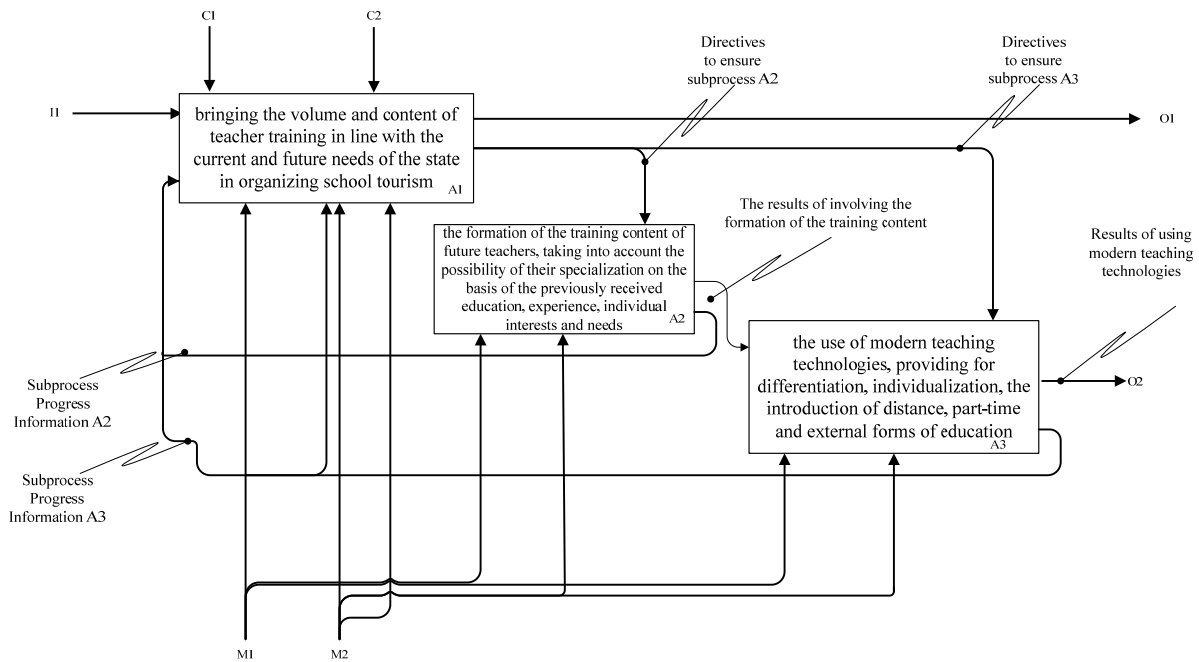 C1
C2
I1
bringing the volume and content of
teacher training in line with the
current and future needs of the state
in organizing school tourism
A1
Directives
to ensure
subprocess A2
Directives
to ensure
subprocess A3
O1
the formation of the training content of
future teachers, taking into account the
possibility of their specialization on the
basis of the previously received
education, experience, individual
interests and needs
A2
The results of involving the
formation of the training content
Results of using
modern teaching
technologies
the use of modern teaching
technologies, providing for
differentiation, individualization, the
introduction of distance, part-time
and external forms of education
A3
O2
Subprocess
Progress
Information A2
Subprocess
Progress
Information A3
M1
M2